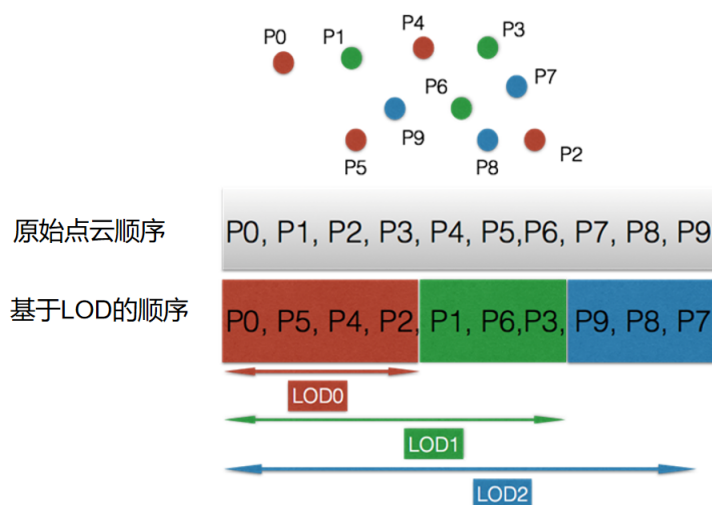 P4
P3
P0
P1
P7
P6
P9
P5
P8
P2
原始点云顺序
P0, P1, P2, P3, P4, P5,P6, P7, P8, P9
基于LOD的顺序
P0, P5, P4, P2, P1, P6,P3, P9, P8, P7
LOD0
LOD1
LOD2